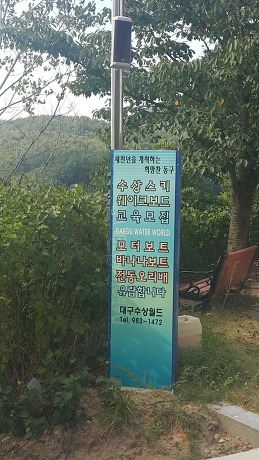 새천년을 개척하는
희망찬 동구
수상스키
웨이크보드
교육모집
DAEGU WATER WORLD
모터보트
바나나보트
전동오리배
유람합니다
대구수상월드
Tel. 983-1472